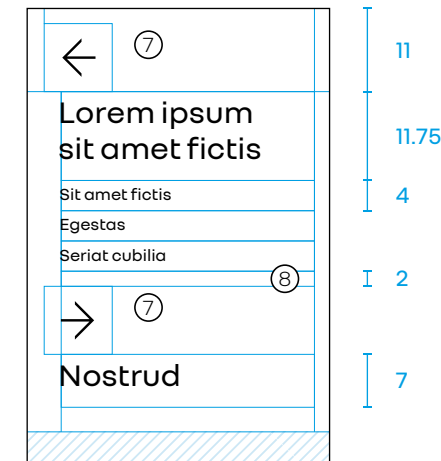 ⑦
11
Lorem ipsum
sit amet fictis
11.75
Sit amet fictis
4
Egestas
Seriat cubilia
⑧
2
⑦
Nostrud
7